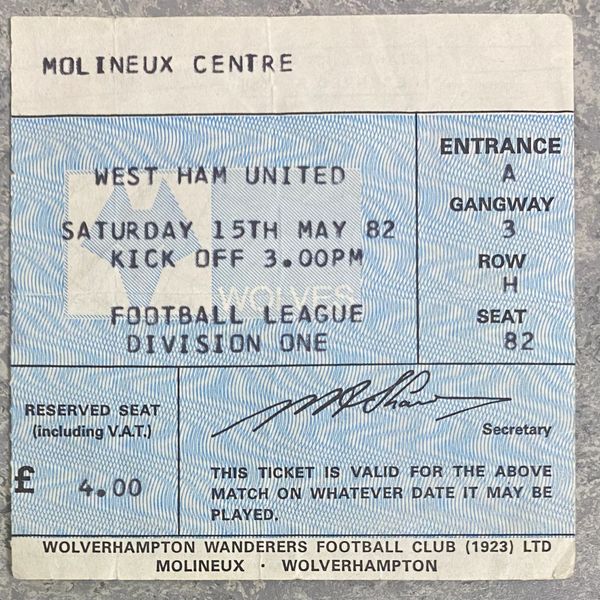 MOLINEUX CENTRE
WEST HAM UNITED
SATURDAY 15TH MAY 82
KICK OFF 3.00PM
WOLVES
FOOTBALL LEAGUE
DIVISION ONE
ENTRANCE
A
GANGWAY
3
ROW
H
SEAT
82
RESERVED SEAT
(including V.A.T.)
£ 4.00
Secretary
THIS TICKET IS VALID FOR THE ABOVE
MATCH ON WHATEVER DATE IT MAY BE
PLAYED.
WOLVERHAMPTON WANDERERS FOOTBALL CLUB (1923) LTD
MOLINEUX · WOLVERHAMPTON